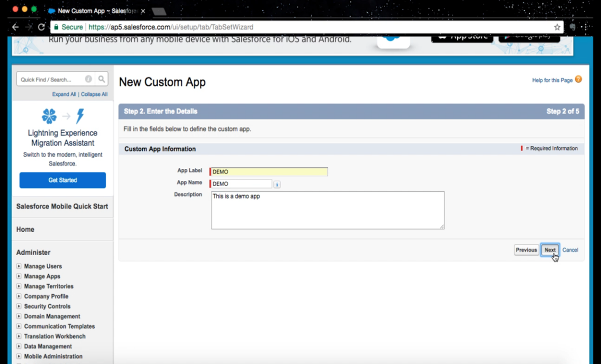 New Custom App ~ Salesforc
Secure | https://ap5.salesforce.com/ui/setup/tab/TabSetWizard
Run your business from any mobile device with Salesforce for iOS and Android.
App Store
Quick Find / Search...
Expand All | Collapse All
New Custom App
Help for this Page
Step 2. Enter the Details
Step 2 of 5
Fill in the fields below to define the custom app.
Custom App Information
= Required Information
App Label
DEMO
App Name
DEMO
i
Description
This is a demo app
Previous
Next
Cancel
Lightning Experience
Migration Assistant
Switch to the modern, intelligent
Salesforce.
Get Started
Salesforce Mobile Quick Start
Home
Administer
Manage Users
Manage Apps
Manage Territories
Company Profile
Security Controls
Domain Management
Communication Templates
Translation Workbench
Data Management
Mobile Administration